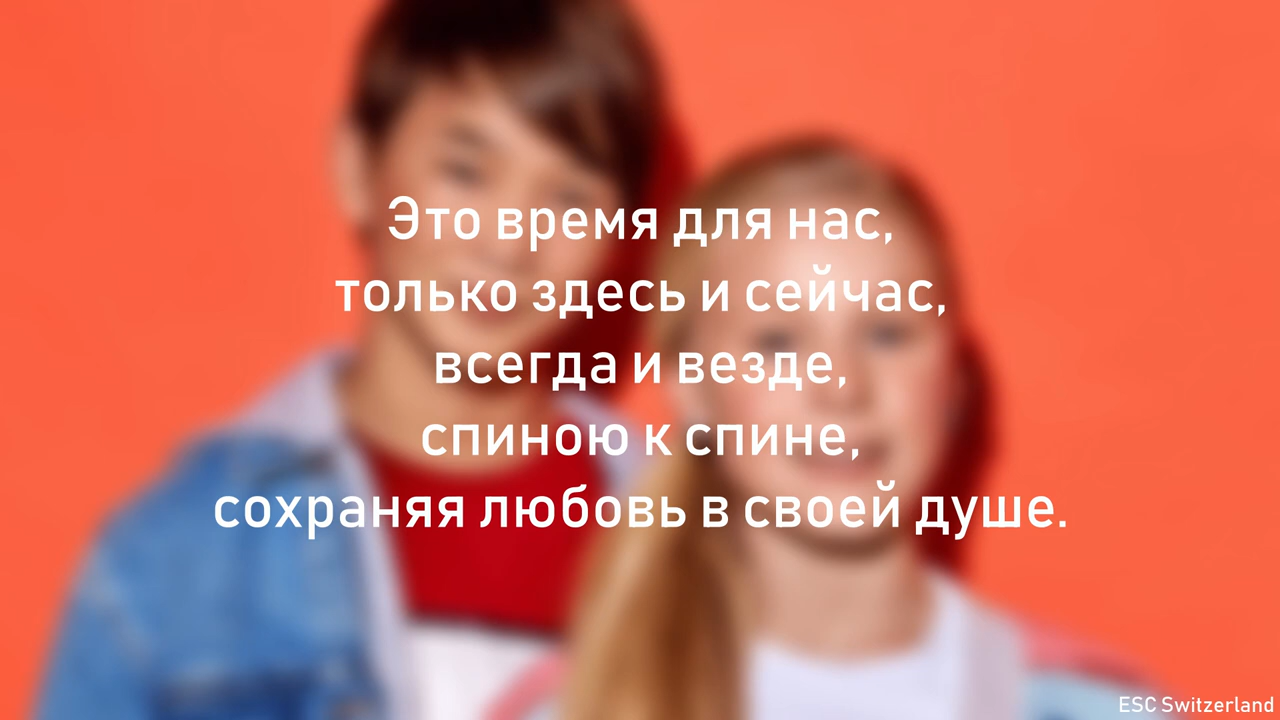 Это время для нас,
только здесь и сейчас,
всегда и везде,
спиною к спине,
сохраняя любовь в своей душе.
ESC Switzerland